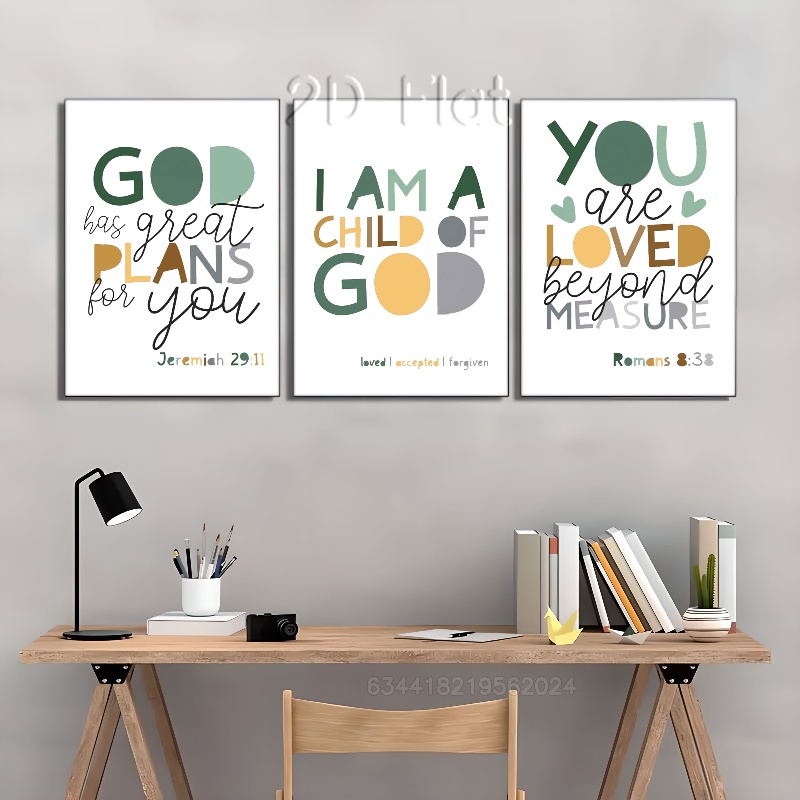 2D Flat
GOD
has great
PLANS
for you
Jeremiah 29:11
I AM A
CHILD OF
GOD
loved | accepted | forgiven
YOU
are
LOVED
beyond
MEASURE
Romans 8:38
634418219562024